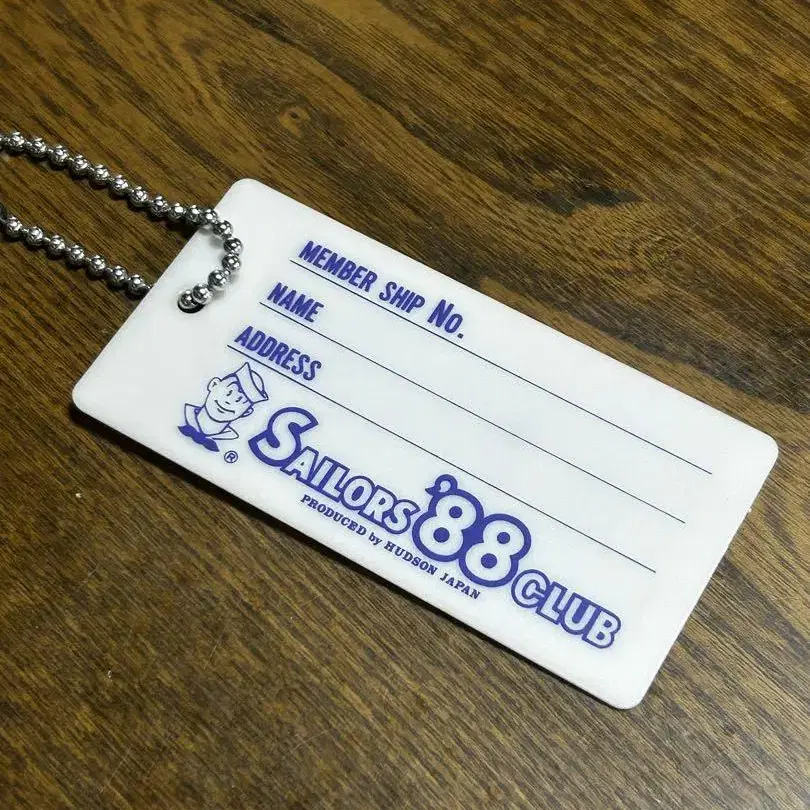 MEMBER SHIP No.
NAME
ADDRESS
® SAILORS '88 CLUB
PRODUCED by HUDSON JAPAN